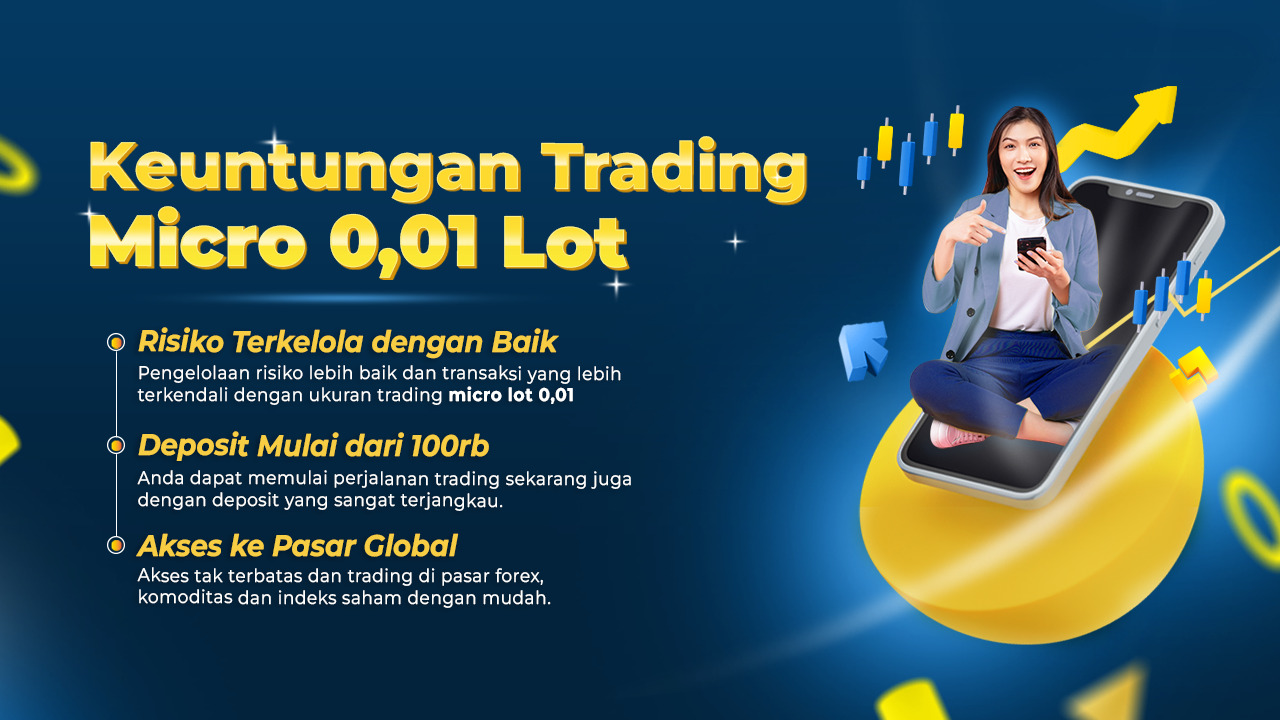 Keuntungan Trading
Micro 0,01 Lot
Risiko Terkelola dengan Baik
Pengelolaan risiko lebih baik dan transaksi yang lebih
terkendali dengan ukuran trading micro lot 0,01
Deposit Mulai dari 100rb
Anda dapat memulai perjalanan trading sekarang juga
dengan deposit yang sangat terjangkau.
Akses ke Pasar Global
Akses tak terbatas dan trading di pasar forex,
komoditas dan indeks saham dengan mudah.